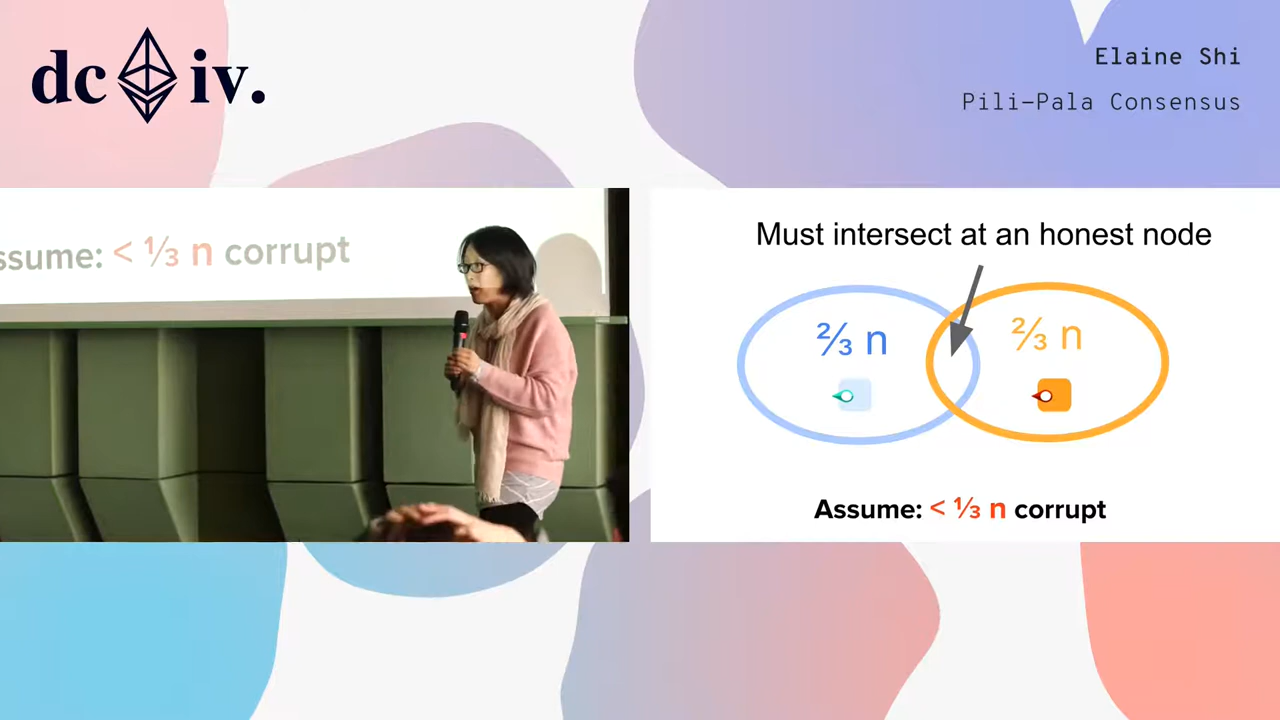 dc iv.
Elaine Shi
Pili-Pala Consensus
ssume: < ⅓ n corrupt
Must intersect at an honest node
⅔ n
⅔ n
Assume: < ⅓ n corrupt